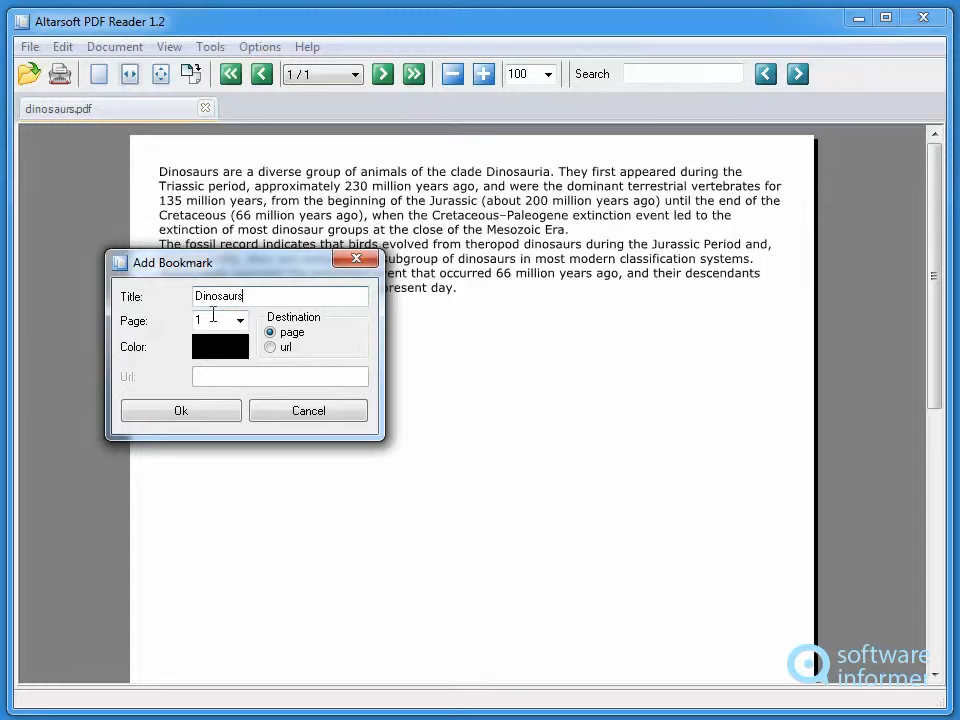 Altarsoft PDF Reader 1.2
File Edit Document View Tools Options Help
1 / 1 100 Search
dinosaurs.pdf
Dinosaurs are a diverse group of animals of the clade Dinosauria. They first appeared during the
Triassic period, approximately 230 million years ago, and were the dominant terrestrial vertebrates for
135 million years, from the beginning of the Jurassic (about 200 million years ago) until the end of the
Cretaceous (66 million years ago), when the Cretaceous–Paleogene extinction event led to the
extinction of most dinosaur groups at the close of the Mesozoic Era.
The fossil record indicates that birds evolved from theropod dinosaurs during the Jurassic Period and,
subgroup of dinosaurs in most modern classification systems.
event that occurred 66 million years ago, and their descendants
present day.
Add Bookmark
Title: Dinosaurs
Page: 1
Destination
page
Color:
url
Url:
Ok Cancel
software
informer